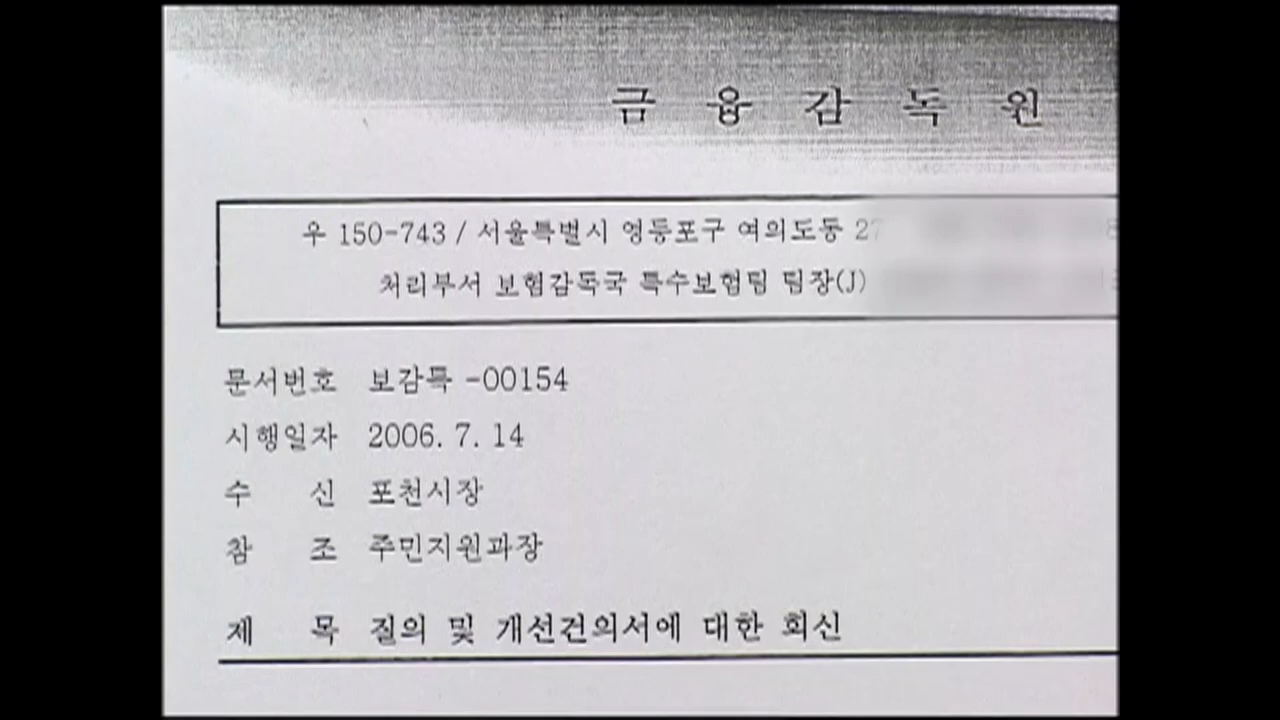 금 융 감 독 원
우 150-743 / 서울특별시 영등포구 여의도동 27
처리부서 보험감독국 특수보험팀 팀장(J)
문서번호 보감특 -00154
시행일자 2006. 7. 14
수 신 포천시장
참 조 주민지원과장
제 목 질의 및 개선건의서에 대한 회신